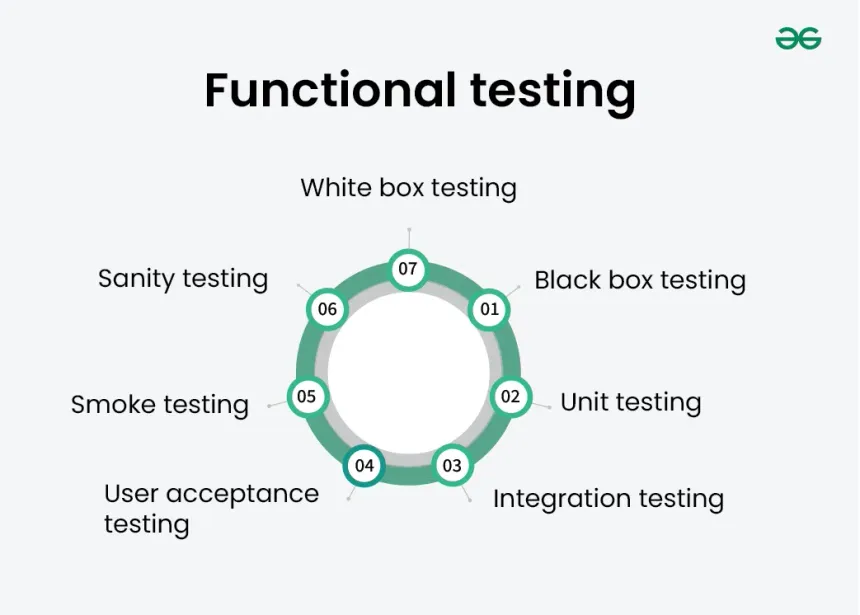 Functional testing
White box testing
07
Sanity testing
06
01
Black box testing
Smoke testing
05
02
Unit testing
User acceptance
testing
04
03
Integration testing